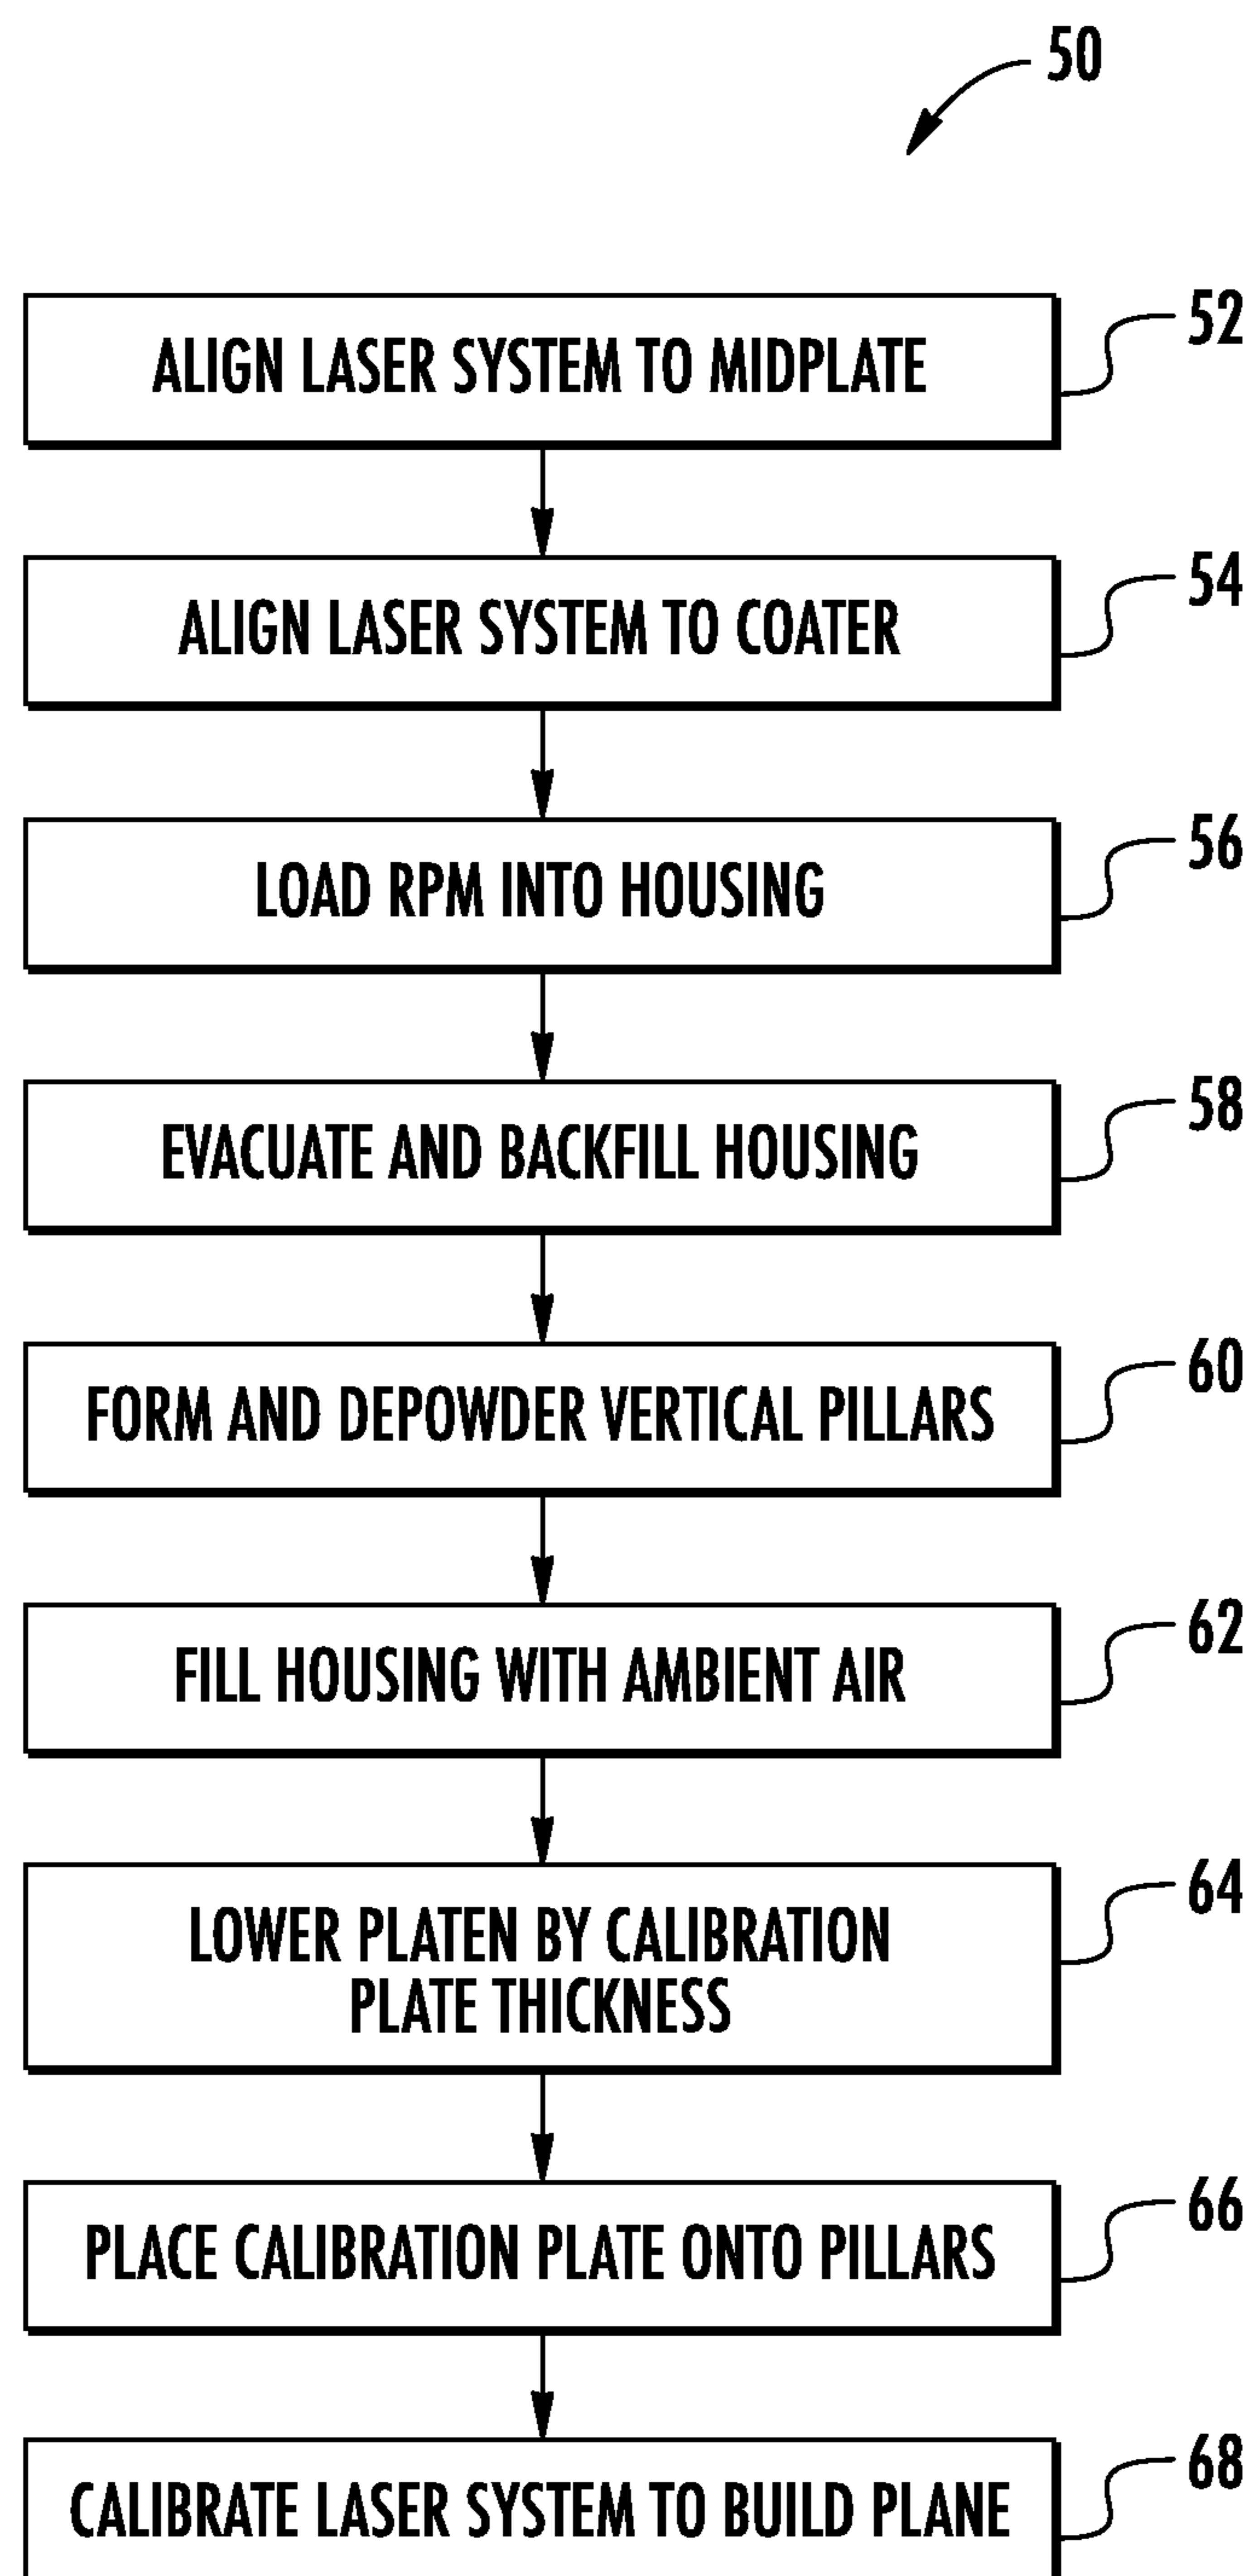 50
ALIGN LASER SYSTEM TO MIDPLATE
52
ALIGN LASER SYSTEM TO COATER
54
LOAD RPM INTO HOUSING
56
EVACUATE AND BACKFILL HOUSING
58
FORM AND DEPOWDER VERTICAL PILLARS
60
FILL HOUSING WITH AMBIENT AIR
62
LOWER PLATEN BY CALIBRATION
PLATE THICKNESS
64
PLACE CALIBRATION PLATE ONTO PILLARS
66
CALIBRATE LASER SYSTEM TO BUILD PLANE
68